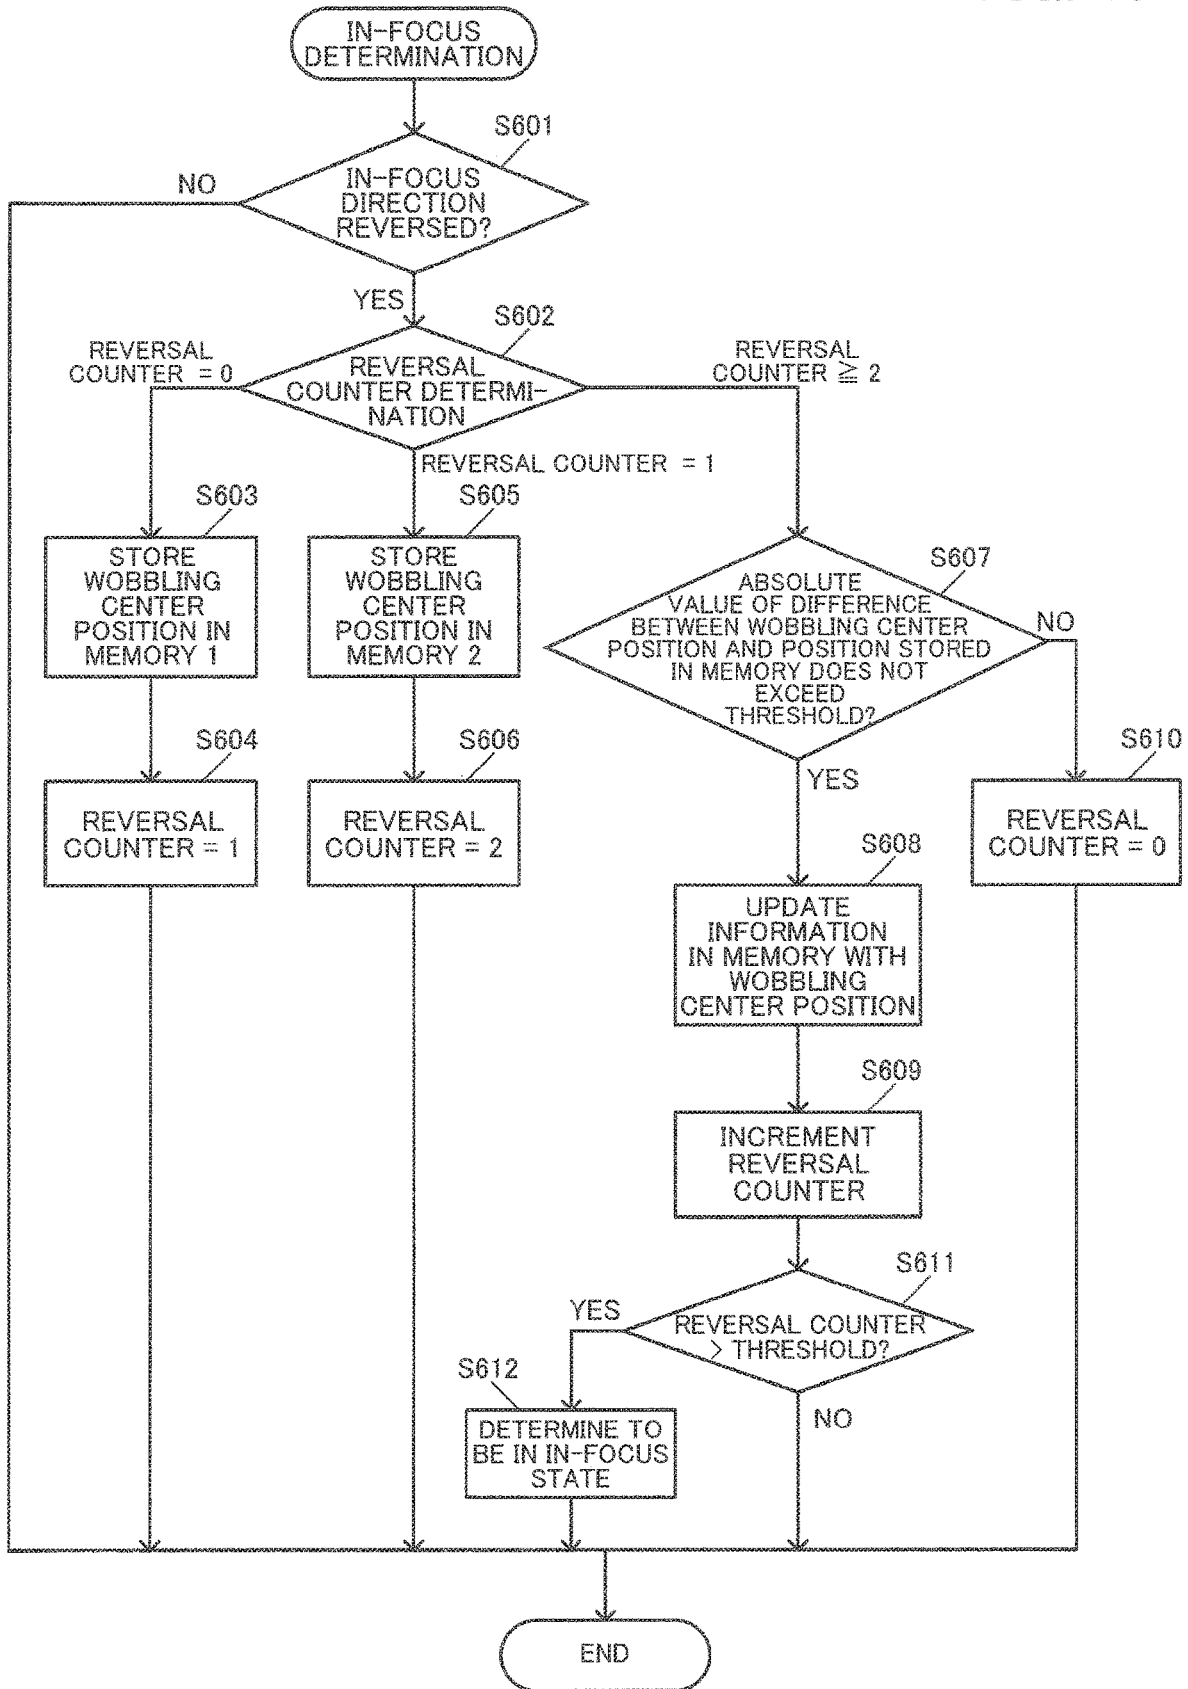 IN-FOCUS
DETERMINATION
S601
NO
IN-FOCUS
DIRECTION
REVERSED?
YES
S602
REVERSAL
COUNTER = 0
REVERSAL
COUNTER DETERMI-
NATION
REVERSAL
COUNTER ≧ 2
REVERSAL COUNTER = 1
S603
STORE
WOBBLING
CENTER
POSITION IN
MEMORY 1
S605
STORE
WOBBLING
CENTER
POSITION IN
MEMORY 2
S607
ABSOLUTE
VALUE OF DIFFERENCE
BETWEEN WOBBLING CENTER
POSITION AND POSITION STORED
IN MEMORY DOES NOT
EXCEED
THRESHOLD?
NO
YES
S604
REVERSAL
COUNTER = 1
S606
REVERSAL
COUNTER = 2
S610
REVERSAL
COUNTER = 0
S608
UPDATE
INFORMATION
IN MEMORY WITH
WOBBLING
CENTER POSITION
S609
INCREMENT
REVERSAL
COUNTER
S611
YES
REVERSAL COUNTER
> THRESHOLD?
NO
S612
DETERMINE TO
BE IN IN-FOCUS
STATE
END